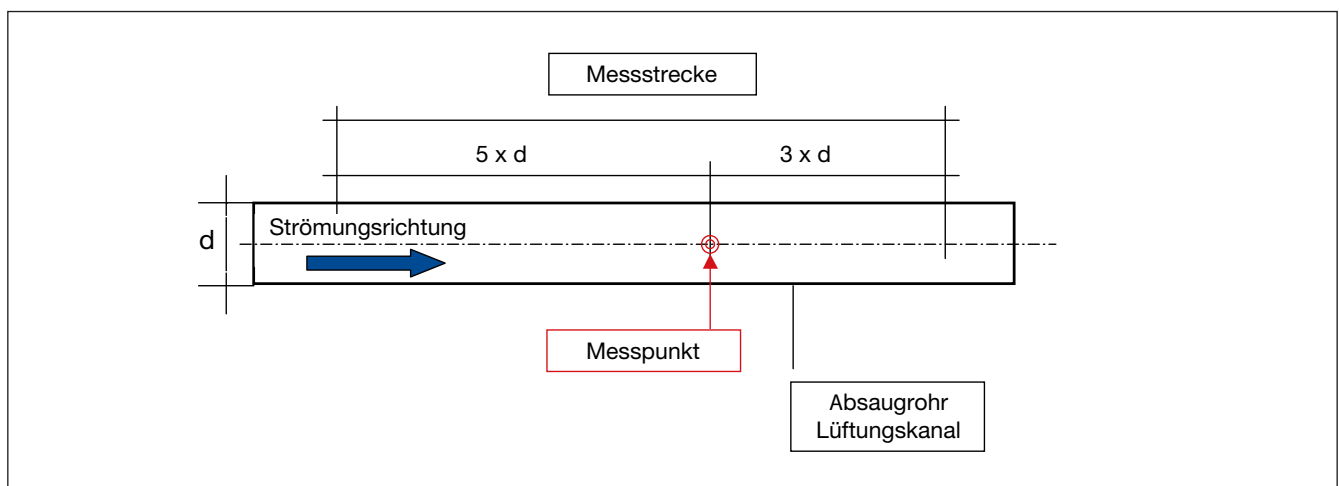 Messstrecke
5 x d
3 x d
d
Strömungsrichtung
Messpunkt
Absaugrohr
Lüftungskanal